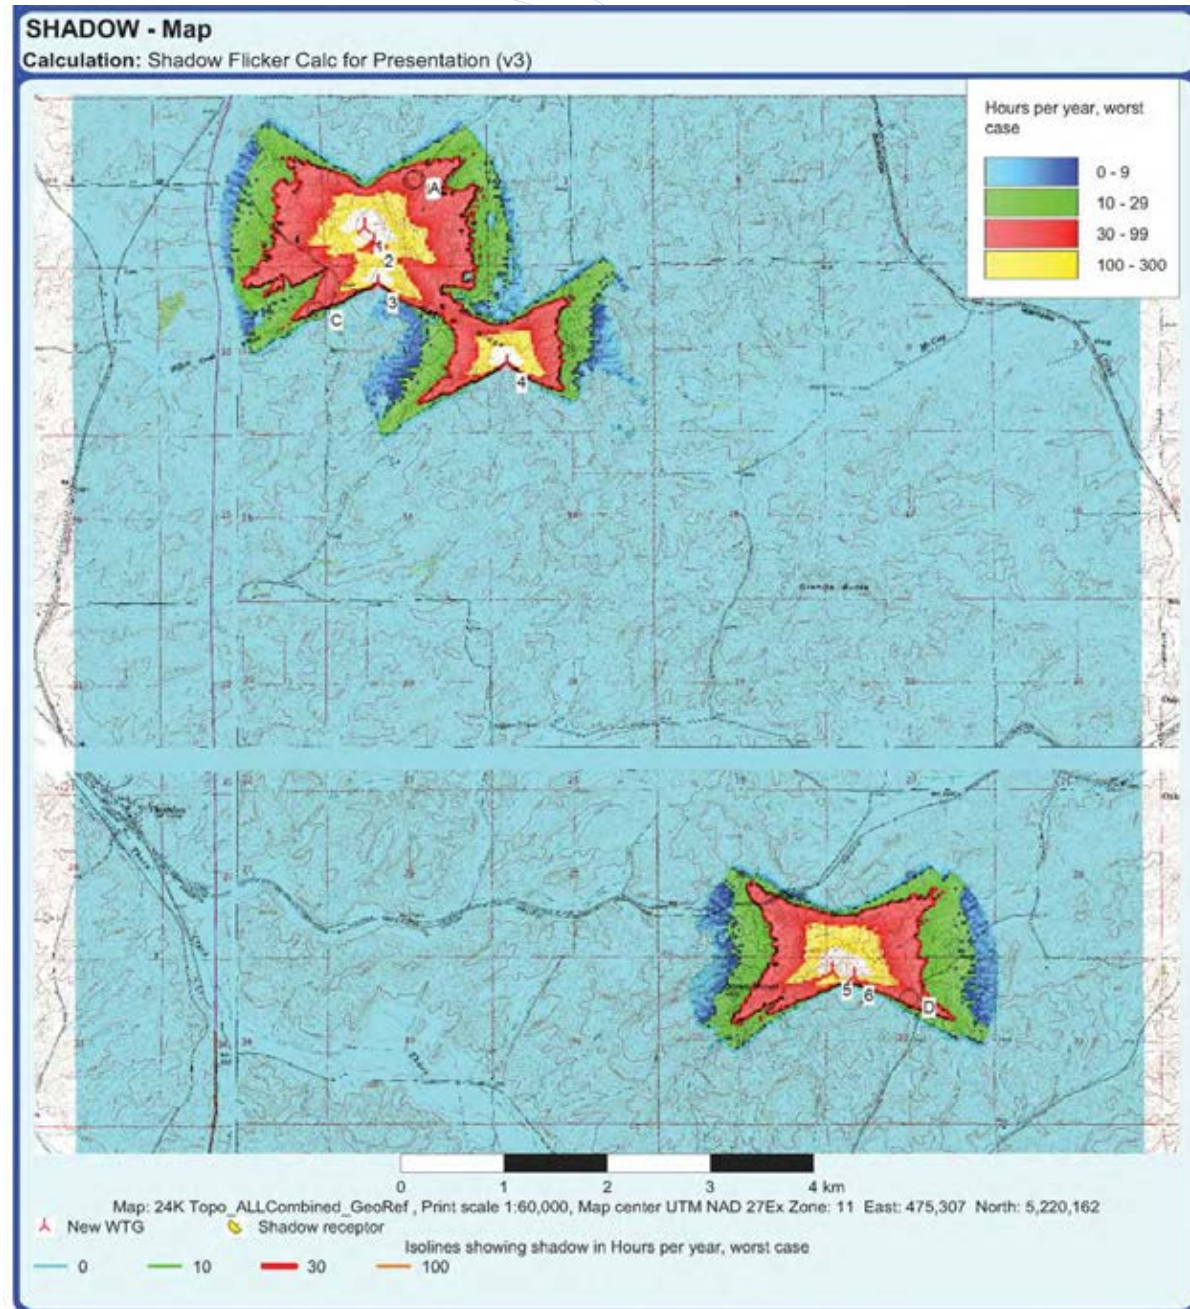 SHADOW - Map
Calculation: Shadow Flicker Calc for Presentation (v3)
Hours per year, worst
case
0 - 9
10 - 29
30 - 99
100 - 300
A
1
2
3
C
4
5
6
D
0 1 2 3 4 km
Map: 24K Topo_ALLCombined_GeoRef , Print scale 1:60,000, Map center UTM NAD 27Ex Zone: 11 East: 475,307 North: 5,220,162
New WTG Shadow receptor
Isolines showing shadow in Hours per year, worst case
0 10 30 100